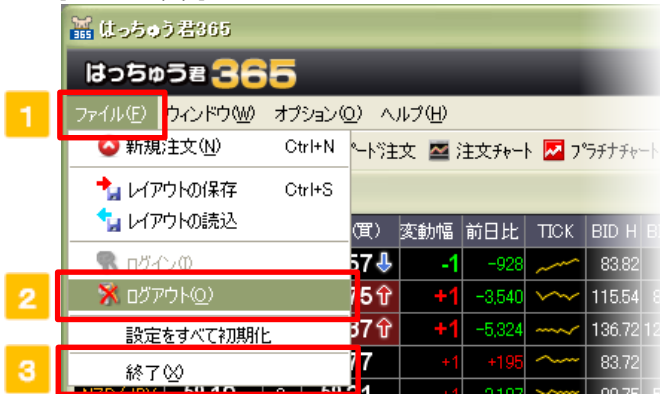 はっちゅう君365
はっちゅう君365
1
ファイル(F) ウィンドウ(W) オプション(O) ヘルプ(H)
新規注文(N) Ctrl+N
ピード注文 注文チャート プラチナチャート
レイアウトの保存 Ctrl+S
レイアウトの読込
(買) 変動幅 前日比 TICK BID H
ログイン(I)
57 -1 -928 83.82
2
ログアウト(O)
75 +1 -3,540 115.54
設定をすべて初期化
37 +1 -5,324 136.72
3
終了(X)
77 +1 +195 83.72